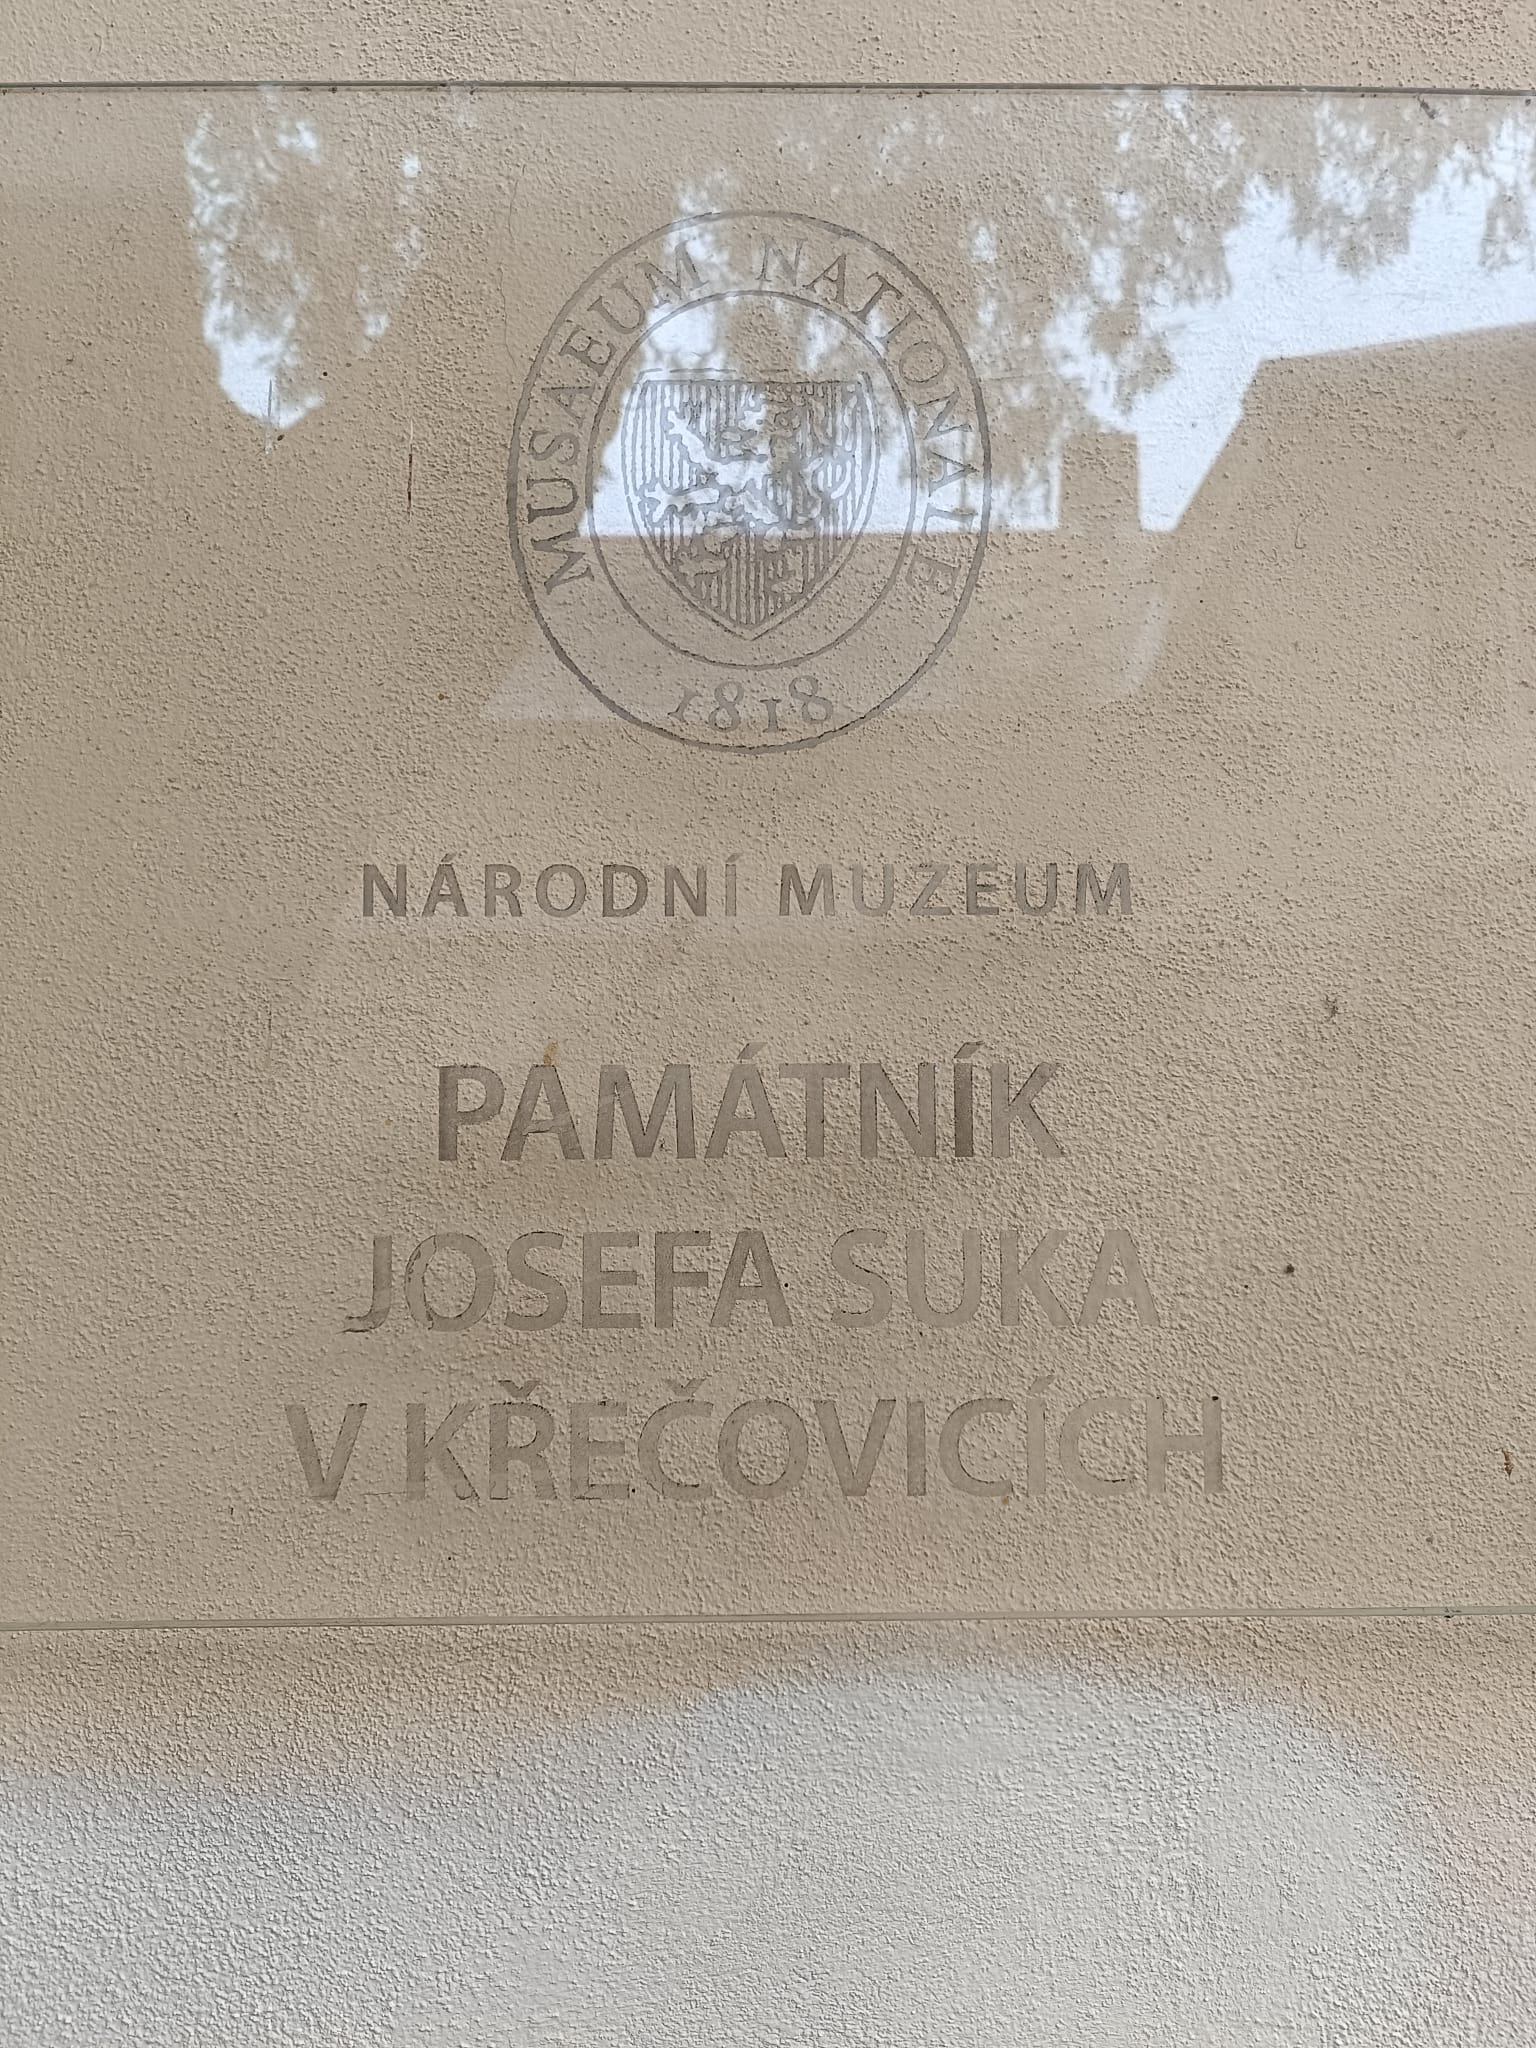 MUSAEUM NATIONALE
1818
NÁRODNÍ MUZEUM
PAMÁTNÍK
JOSEFA SUKA
V KŘEČOVICÍCH